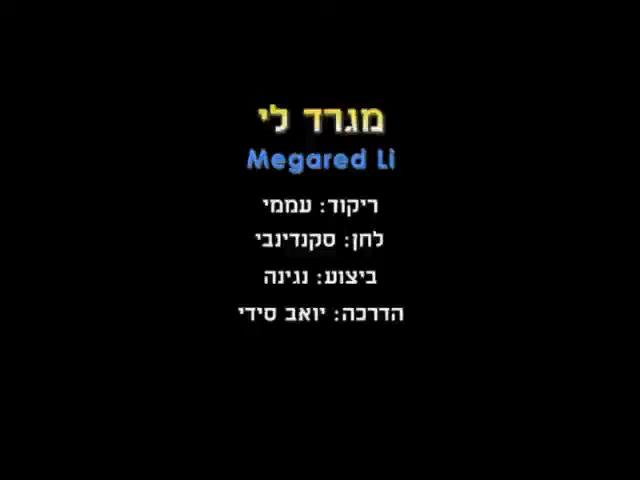 מגרד לי
Megared Li
ריקוד: עממי
לחן: סקנדינבי
ביצוע: נגינה
הדרכה: יואב סידי